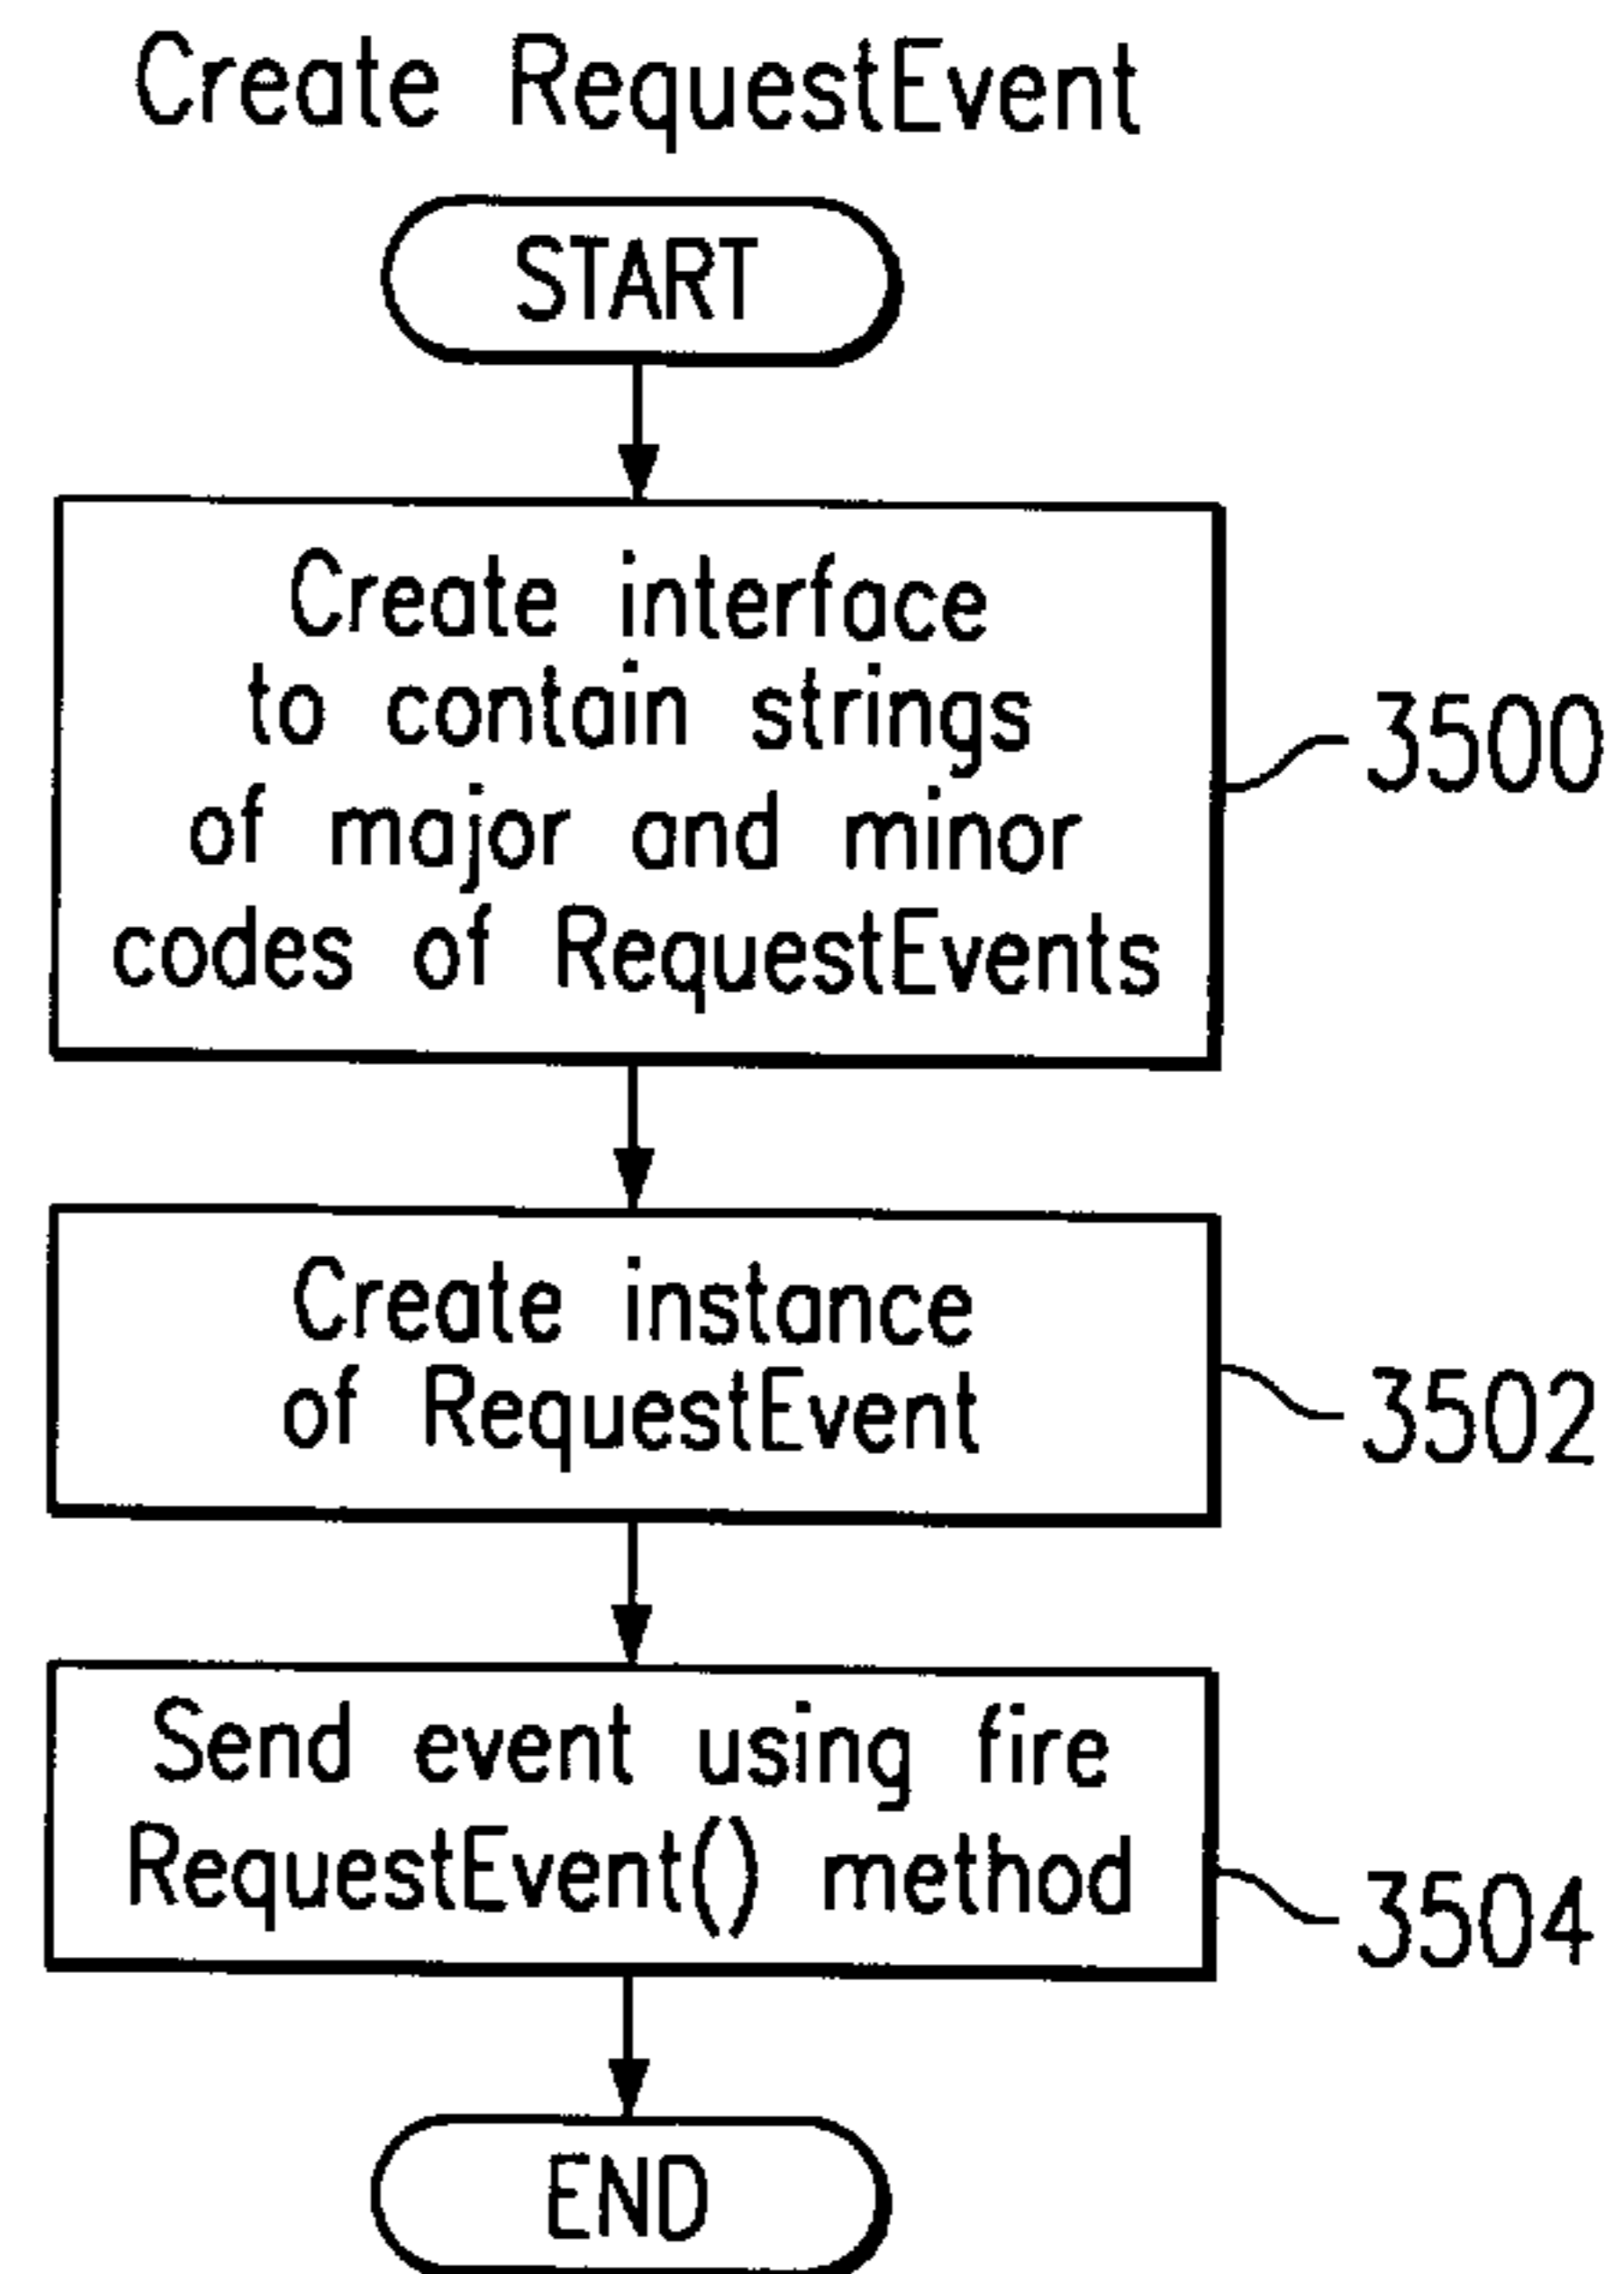 Create RequestEvent
START
Create interface
to contain strings
of major and minor
codes of RequestEvents
3500
Create instance
of RequestEvent
3502
Send event using fire
RequestEvent() method
3504
END